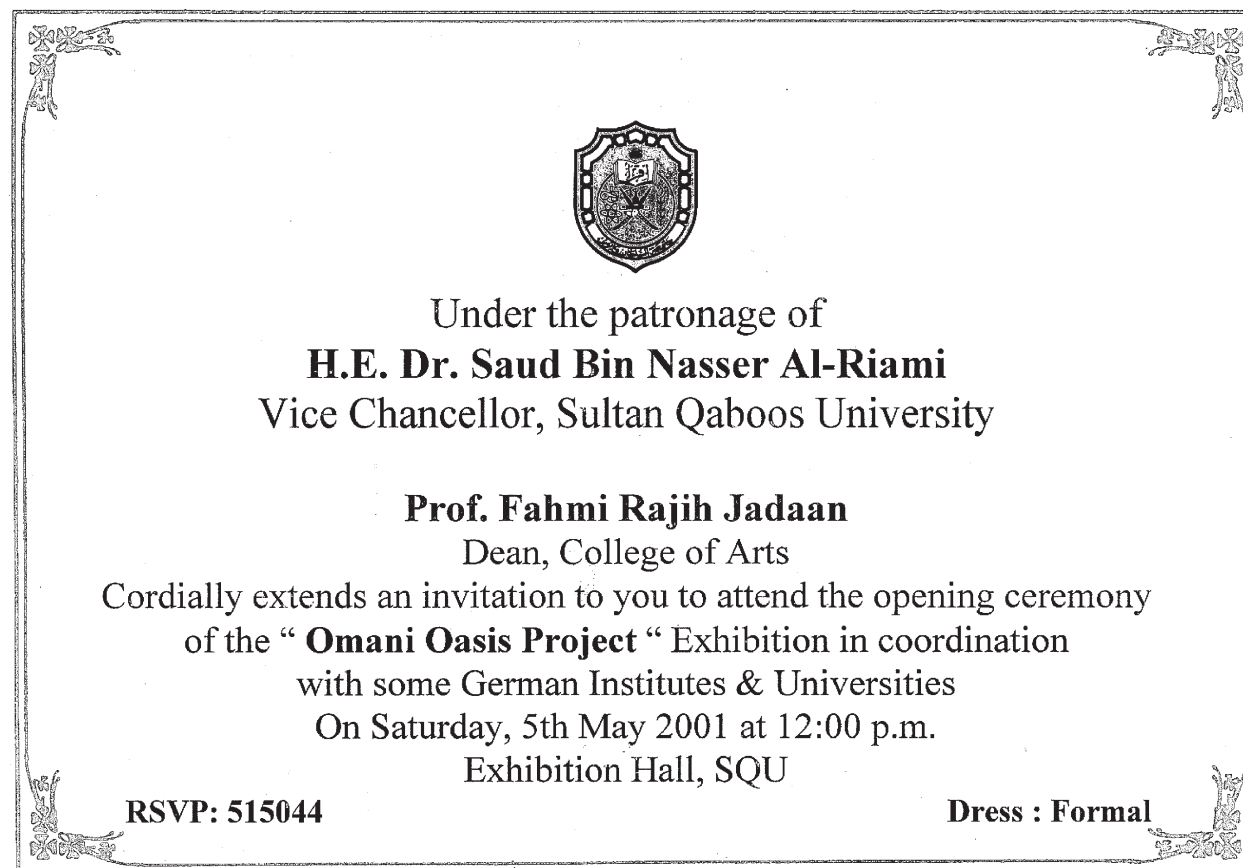 Under the patronage of
H.E. Dr. Saud Bin Nasser Al-Riami
Vice Chancellor, Sultan Qaboos University
Prof. Fahmi Rajih Jadaan
Dean, College of Arts
Cordially extends an invitation to you to attend the opening ceremony
of the “ Omani Oasis Project “ Exhibition in coordination
with some German Institutes & Universities
On Saturday, 5th May 2001 at 12:00 p.m.
Exhibition Hall, SQU
RSVP: 515044
Dress : Formal